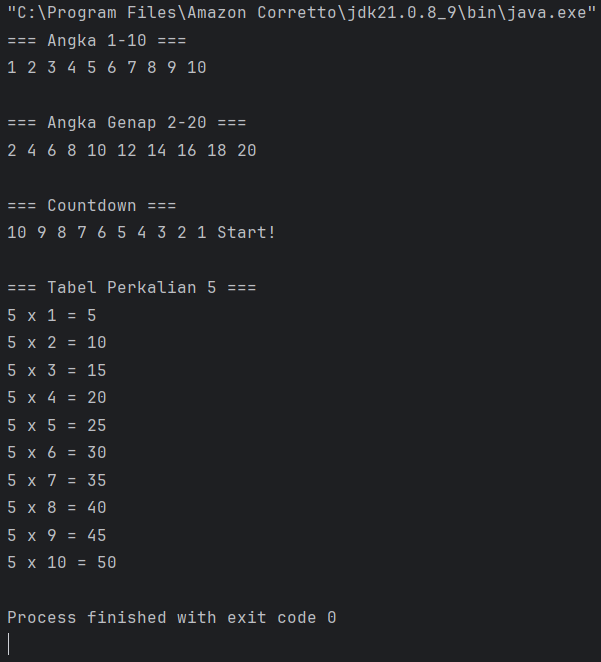 "C:\Program Files\Amazon Corretto\jdk21.0.8_9\bin\java.exe"
=== Angka 1-10 ===
1 2 3 4 5 6 7 8 9 10
=== Angka Genap 2-20 ===
2 4 6 8 10 12 14 16 18 20
=== Countdown ===
10 9 8 7 6 5 4 3 2 1 Start!
=== Tabel Perkalian 5 ===
5 x 1 = 5
5 x 2 = 10
5 x 3 = 15
5 x 4 = 20
5 x 5 = 25
5 x 6 = 30
5 x 7 = 35
5 x 8 = 40
5 x 9 = 45
5 x 10 = 50
Process finished with exit code 0